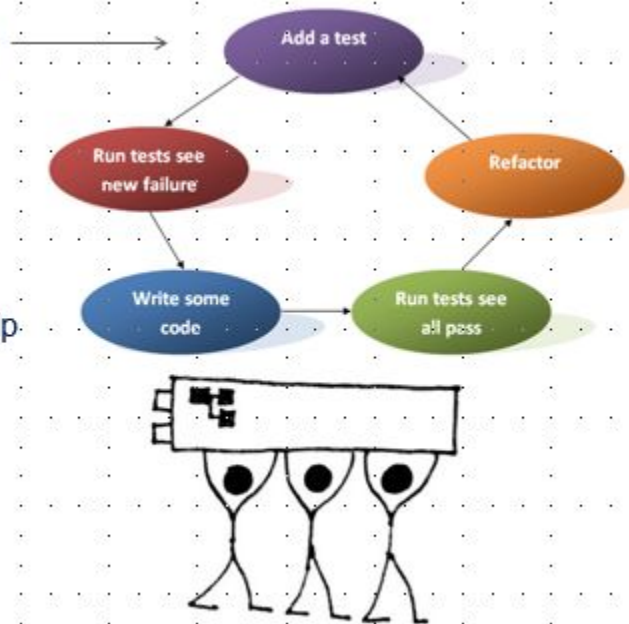 Add a test
Run tests see
new failure
Refactor
Write some
code
Run tests see
all pass
p